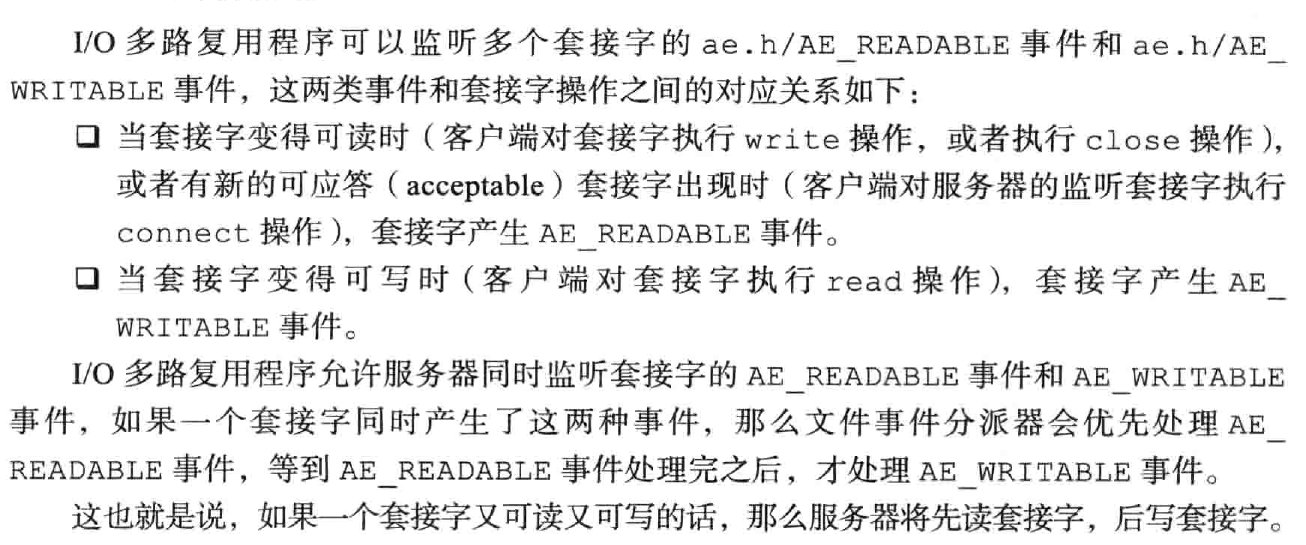 I/O 多路复用程序可以监听多个套接字的 ae.h/AE_READABLE 事件和 ae.h/AE_
WRITABLE 事件，这两类事件和套接字操作之间的对应关系如下：
❑ 当套接字变得可读时（客户端对套接字执行 write 操作，或者执行 close 操作），
或者有新的可应答（acceptable）套接字出现时（客户端对服务器的监听套接字执行
connect 操作），套接字产生 AE_READABLE 事件。
❑ 当套接字变得可写时（客户端对套接字执行 read 操作），套接字产生 AE_
WRITABLE 事件。
I/O 多路复用程序允许服务器同时监听套接字的 AE_READABLE 事件和 AE_WRITABLE
事件，如果一个套接字同时产生了这两种事件，那么文件事件分派器会优先处理 AE_
READABLE 事件，等到 AE_READABLE 事件处理完之后，才处理 AE_WRITABLE 事件。
这也就是说，如果一个套接字又可读又可写的话，那么服务器将先读套接字，后写套接字。